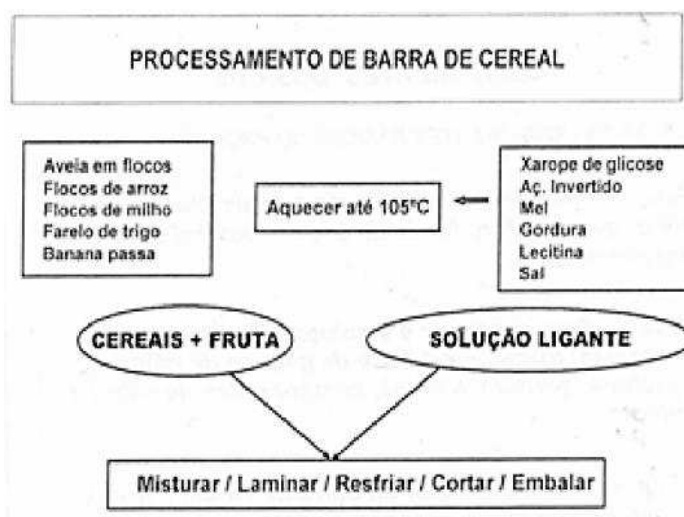 PROCESSAMENTO DE BARRA DE CEREAL
Aveia em flocos
Flocos de arroz
Flocos de milho
Farelo de trigo
Banana passa
Aquecer até 105ºC
Xarope de glicose
Aç. Invertido
Mel
Gordura
Lecitina
Sal
CEREAIS + FRUTA
SOLUÇÃO LIGANTE
Misturar / Laminar / Resfriar / Cortar / Embalar